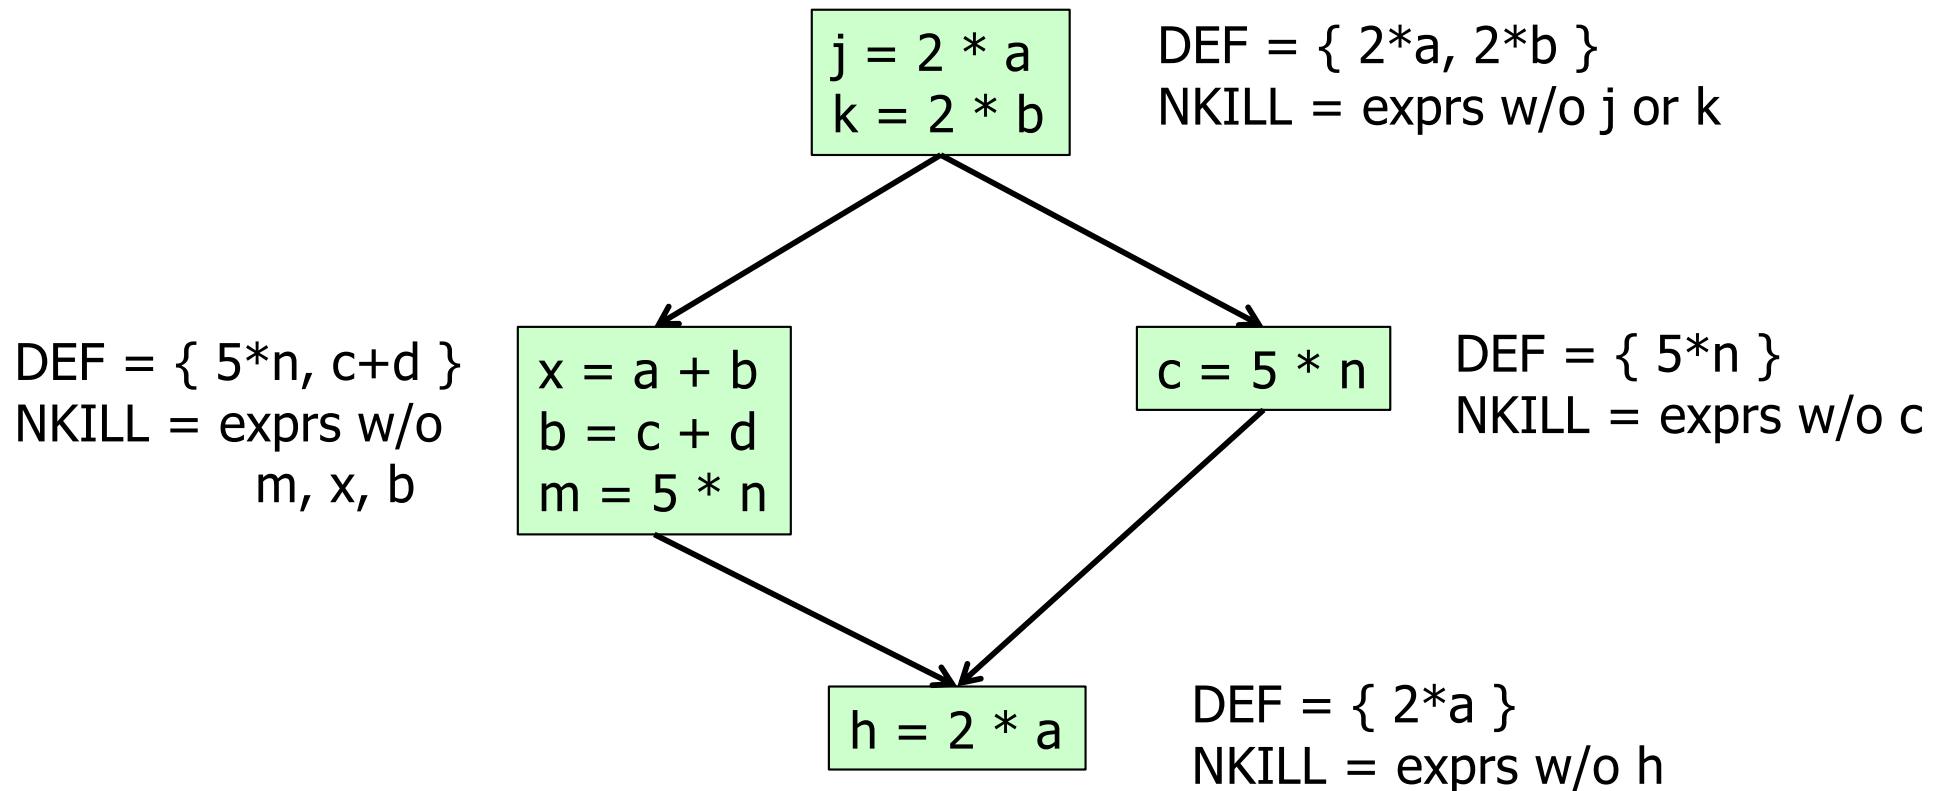 j = 2 * a
k = 2 * b
DEF = { 2*a, 2*b }
NKILL = exprs w/o j or k
DEF = { 5*n, c+d }
NKILL = exprs w/o
m, x, b
x = a + b
b = c + d
m = 5 * n
c = 5 * n
DEF = { 5*n }
NKILL = exprs w/o c
h = 2 * a
DEF = { 2*a }
NKILL = exprs w/o h